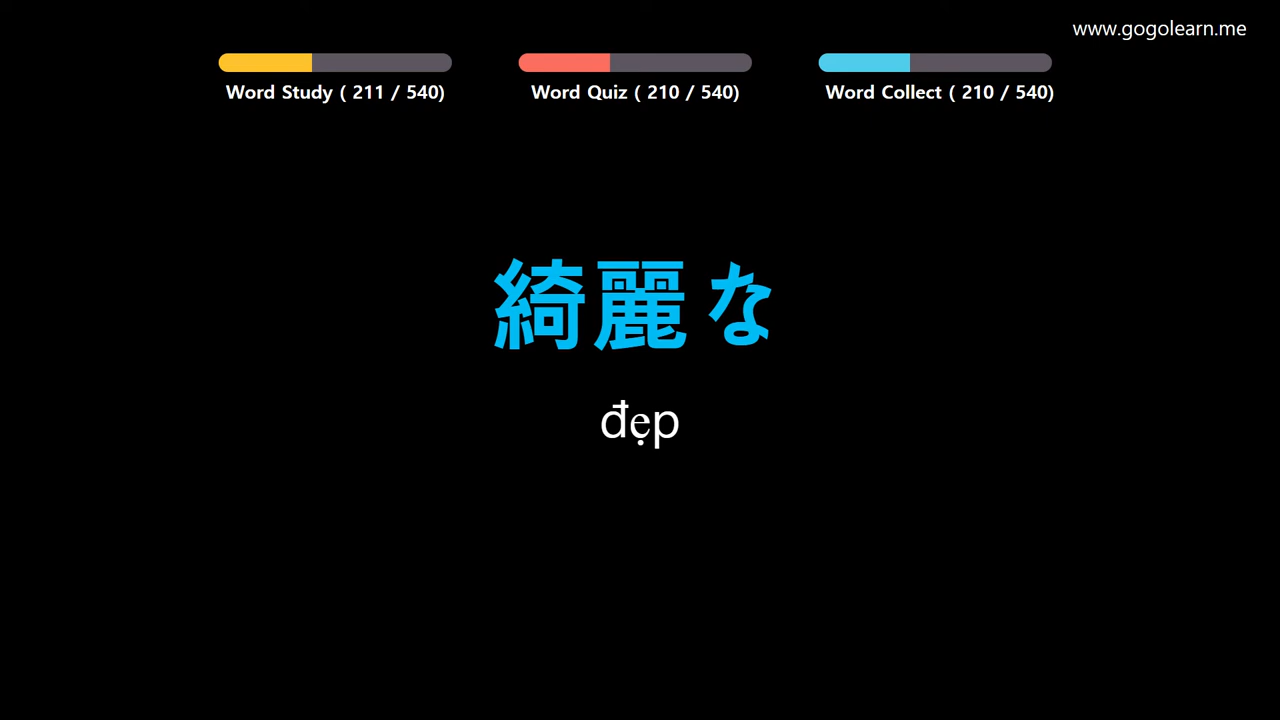 www.gogolearn.me
Word Study ( 211 / 540)
Word Quiz ( 210 / 540)
Word Collect ( 210 / 540)
綺麗な
đẹp